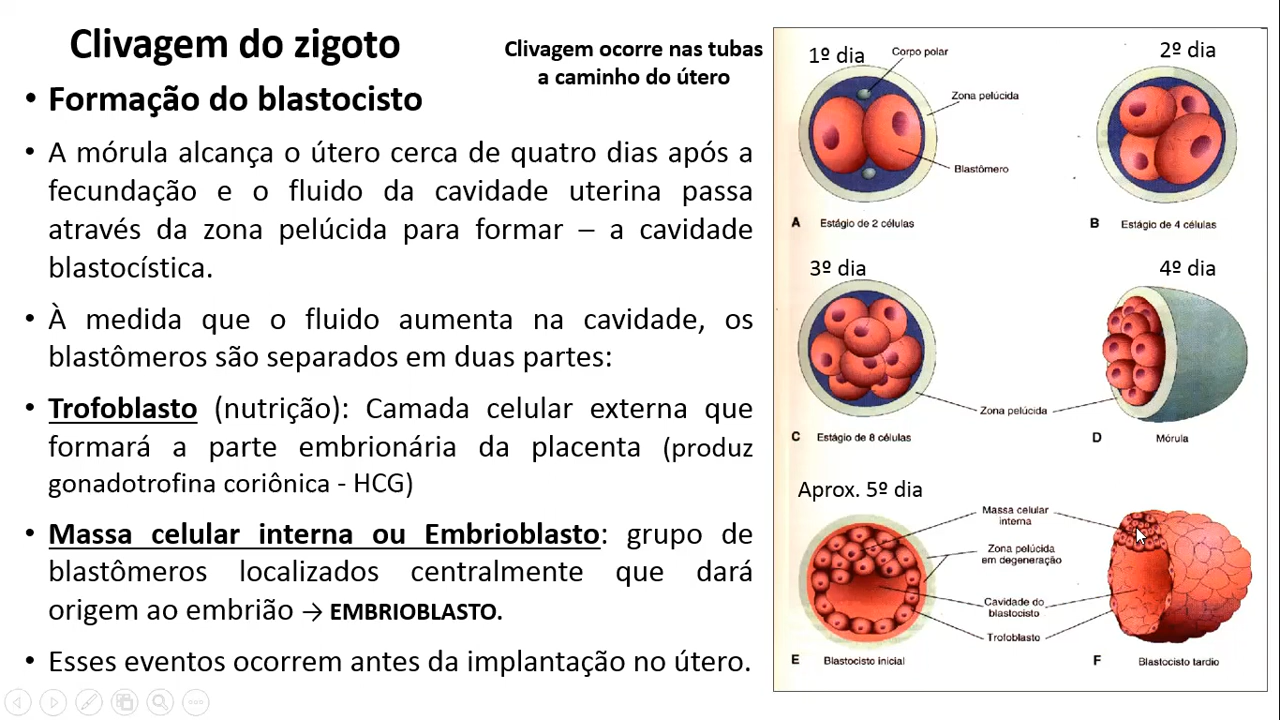 Clivagem do zigoto
Clivagem ocorre nas tubas
a caminho do útero
• Formação do blastocisto
• A mórula alcança o útero cerca de quatro dias após a
fecundação e o fluido da cavidade uterina passa
através da zona pelúcida para formar – a cavidade
blastocística.
• À medida que o fluido aumenta na cavidade, os
blastômeros são separados em duas partes:
• Trofoblasto (nutrição): Camada celular externa que
formará a parte embrionária da placenta (produz
gonadotrofina coriônica - HCG)
• Massa celular interna ou Embrioblasto: grupo de
blastômeros localizados centralmente que dará
origem ao embrião → EMBRIOBLASTO.
• Esses eventos ocorrem antes da implantação no útero.
1º dia
Corpo polar
2º dia
Zona pelúcida
Blastômero
A Estágio de 2 células
B Estágio de 4 células
3º dia
4º dia
Zona pelúcida
C Estágio de 8 células
D Mórula
Aprox. 5º dia
Massa celular
interna
Zona pelúcida
em degeneração
Cavidade do
blastocisto
Trofoblasto
E Blastocisto inicial
F Blastocisto tardio